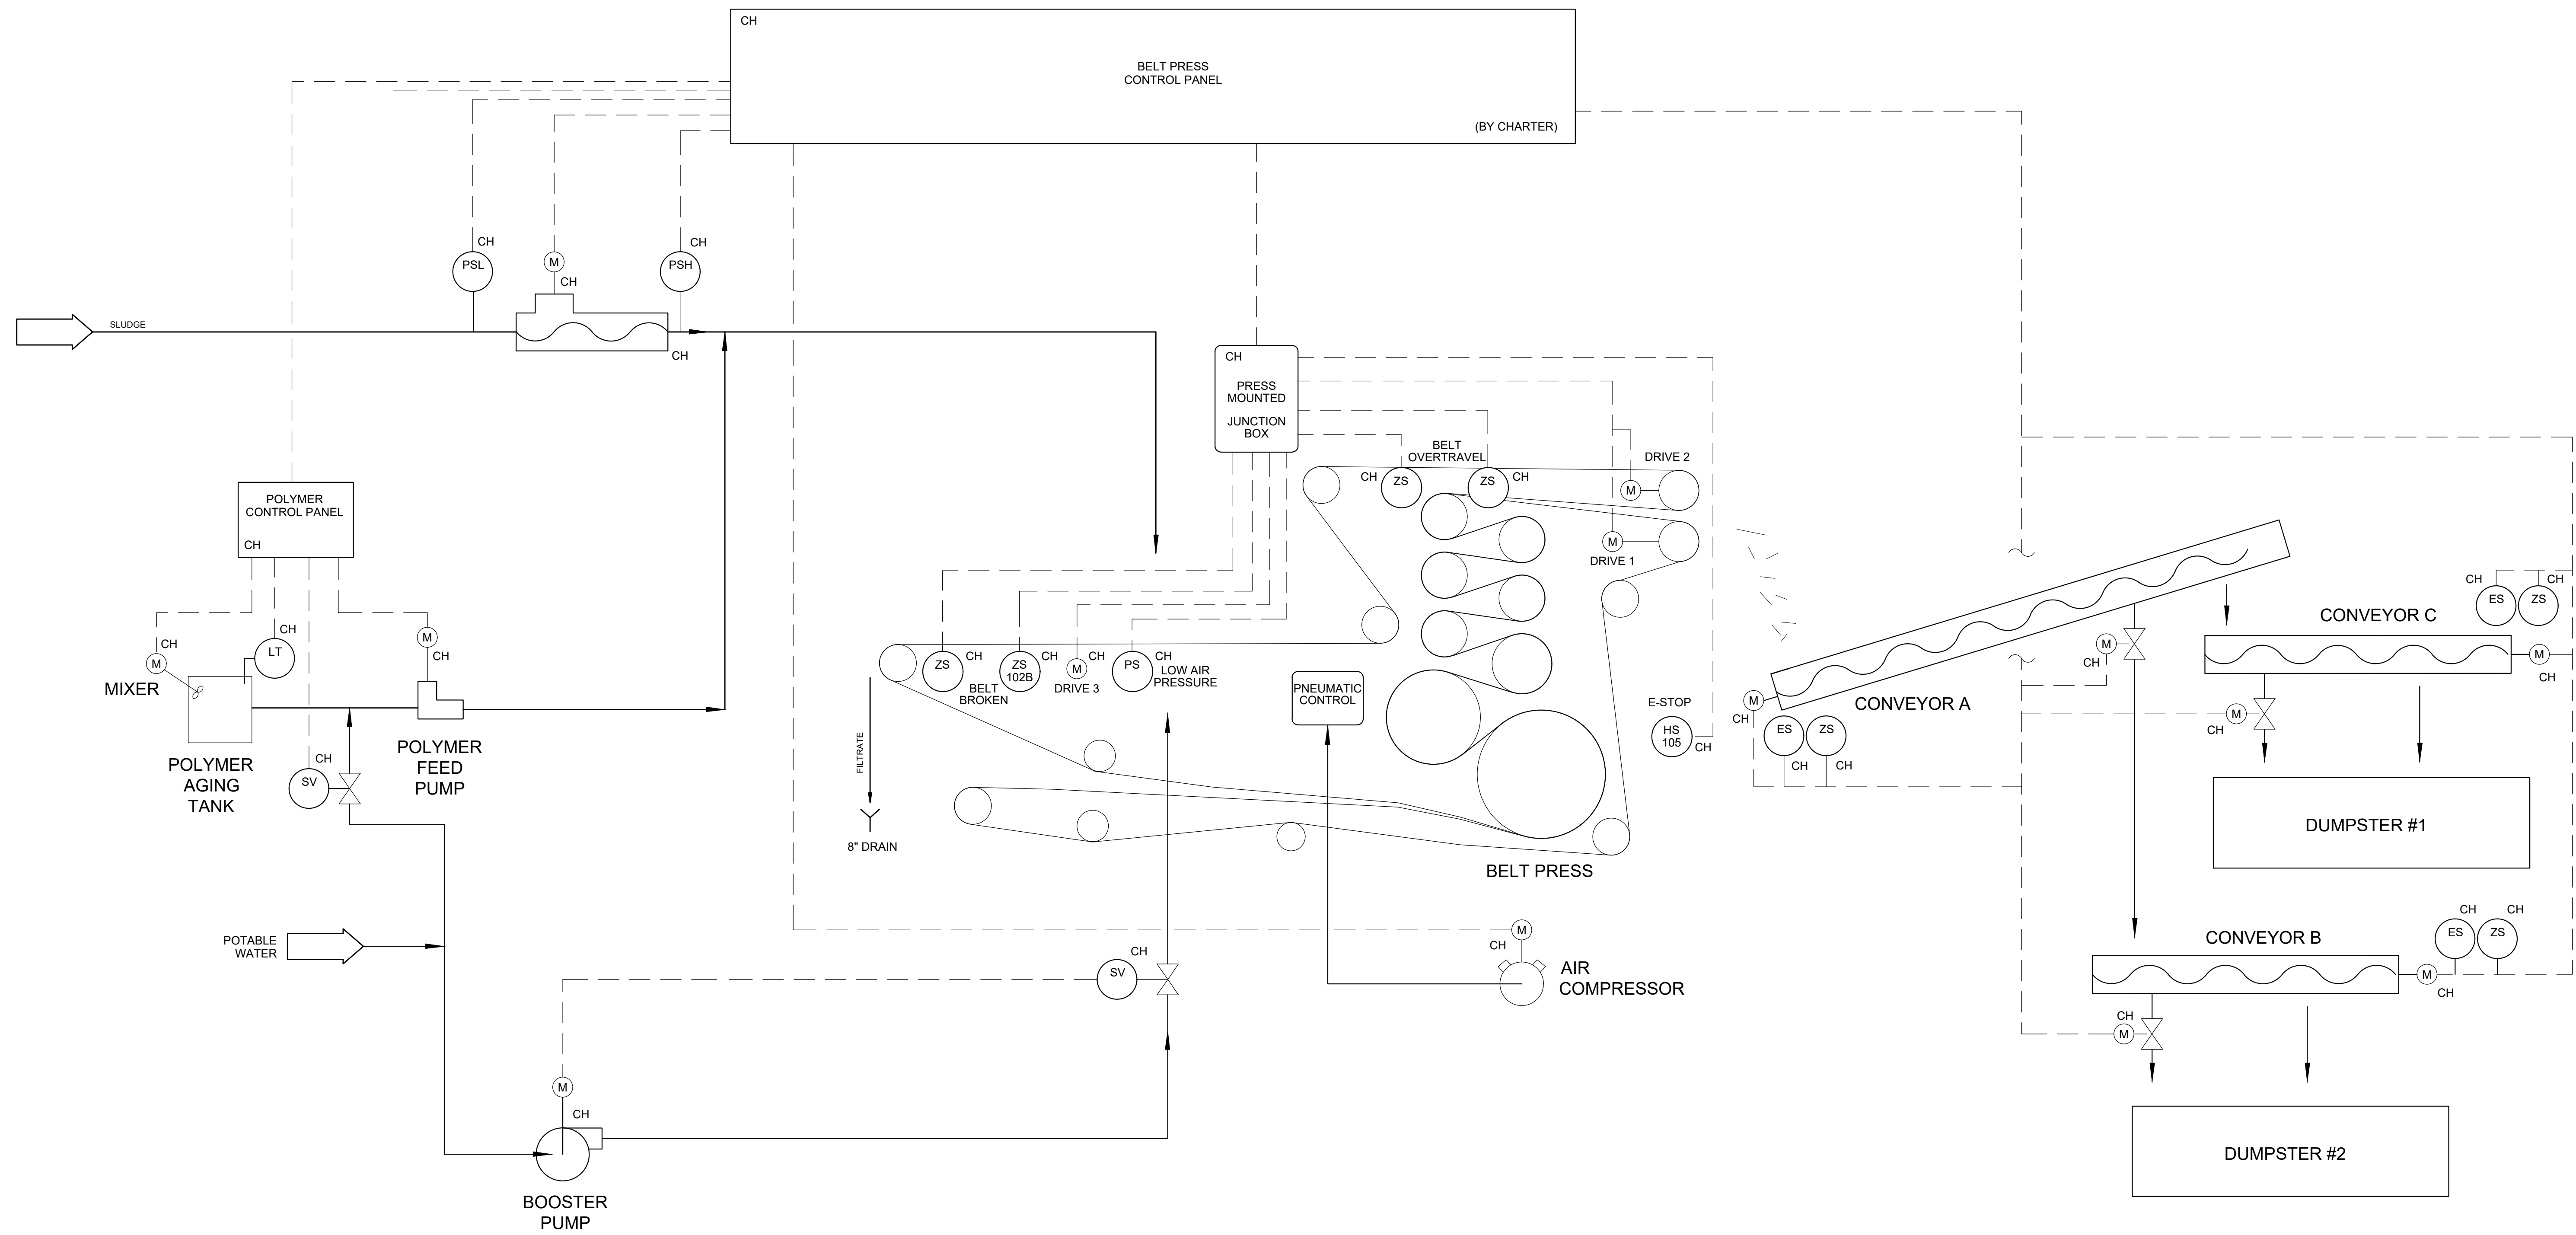 CH
BELT PRESS
CONTROL PANEL
(BY CHARTER)
CH
PSL
M
CH
CH
PSH
SLUDGE
CH
CH
PRESS
MOUNTED
JUNCTION
BOX
BELT
OVERTRAVEL
CH
ZS
ZS
CH
DRIVE 2
M
M
DRIVE 1
POLYMER
CONTROL PANEL
CH
CH
M
MIXER
CH
LT
M
CH
POLYMER
AGING
TANK
CH
SV
POLYMER
FEED
PUMP
ZS
CH
BELT
BROKEN
ZS
102B
CH
M
CH
DRIVE 3
PS
CH
LOW AIR
PRESSURE
PNEUMATIC
CONTROL
E-STOP
HS
105
CH
FILTRATE
8" DRAIN
BELT PRESS
M
CH
CONVEYOR A
ES
CH
ZS
CH
M
CH
CONVEYOR C
CH
ES
CH
ZS
M
CH
M
CH
DUMPSTER #1
POTABLE
WATER
M
CH
AIR
COMPRESSOR
CH
SV
CONVEYOR B
CH
ES
CH
ZS
M
CH
CH
M
M
CH
BOOSTER
PUMP
DUMPSTER #2